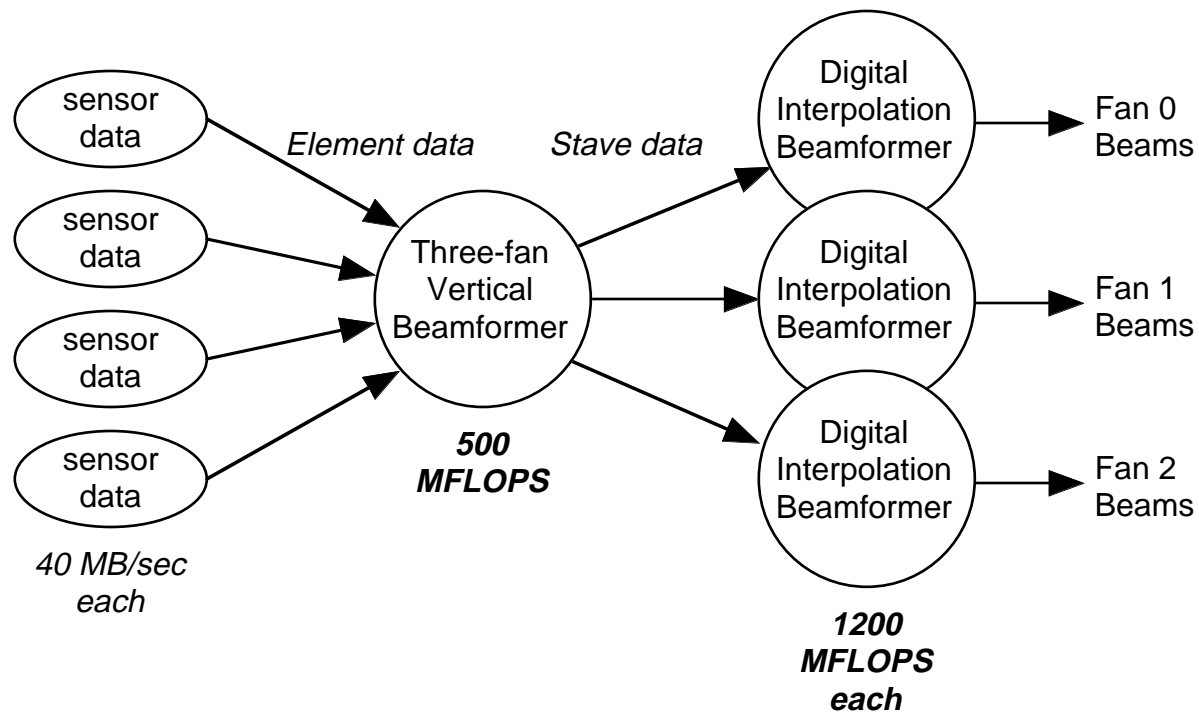 sensor
data
sensor
data
sensor
data
sensor
data
40 MB/sec
each
Element data
Three-fan
Vertical
Beamformer
500
MFLOPS
Stave data
Digital
Interpolation
Beamformer
Digital
Interpolation
Beamformer
Digital
Interpolation
Beamformer
1200
MFLOPS
each
Fan 0
Beams
Fan 1
Beams
Fan 2
Beams